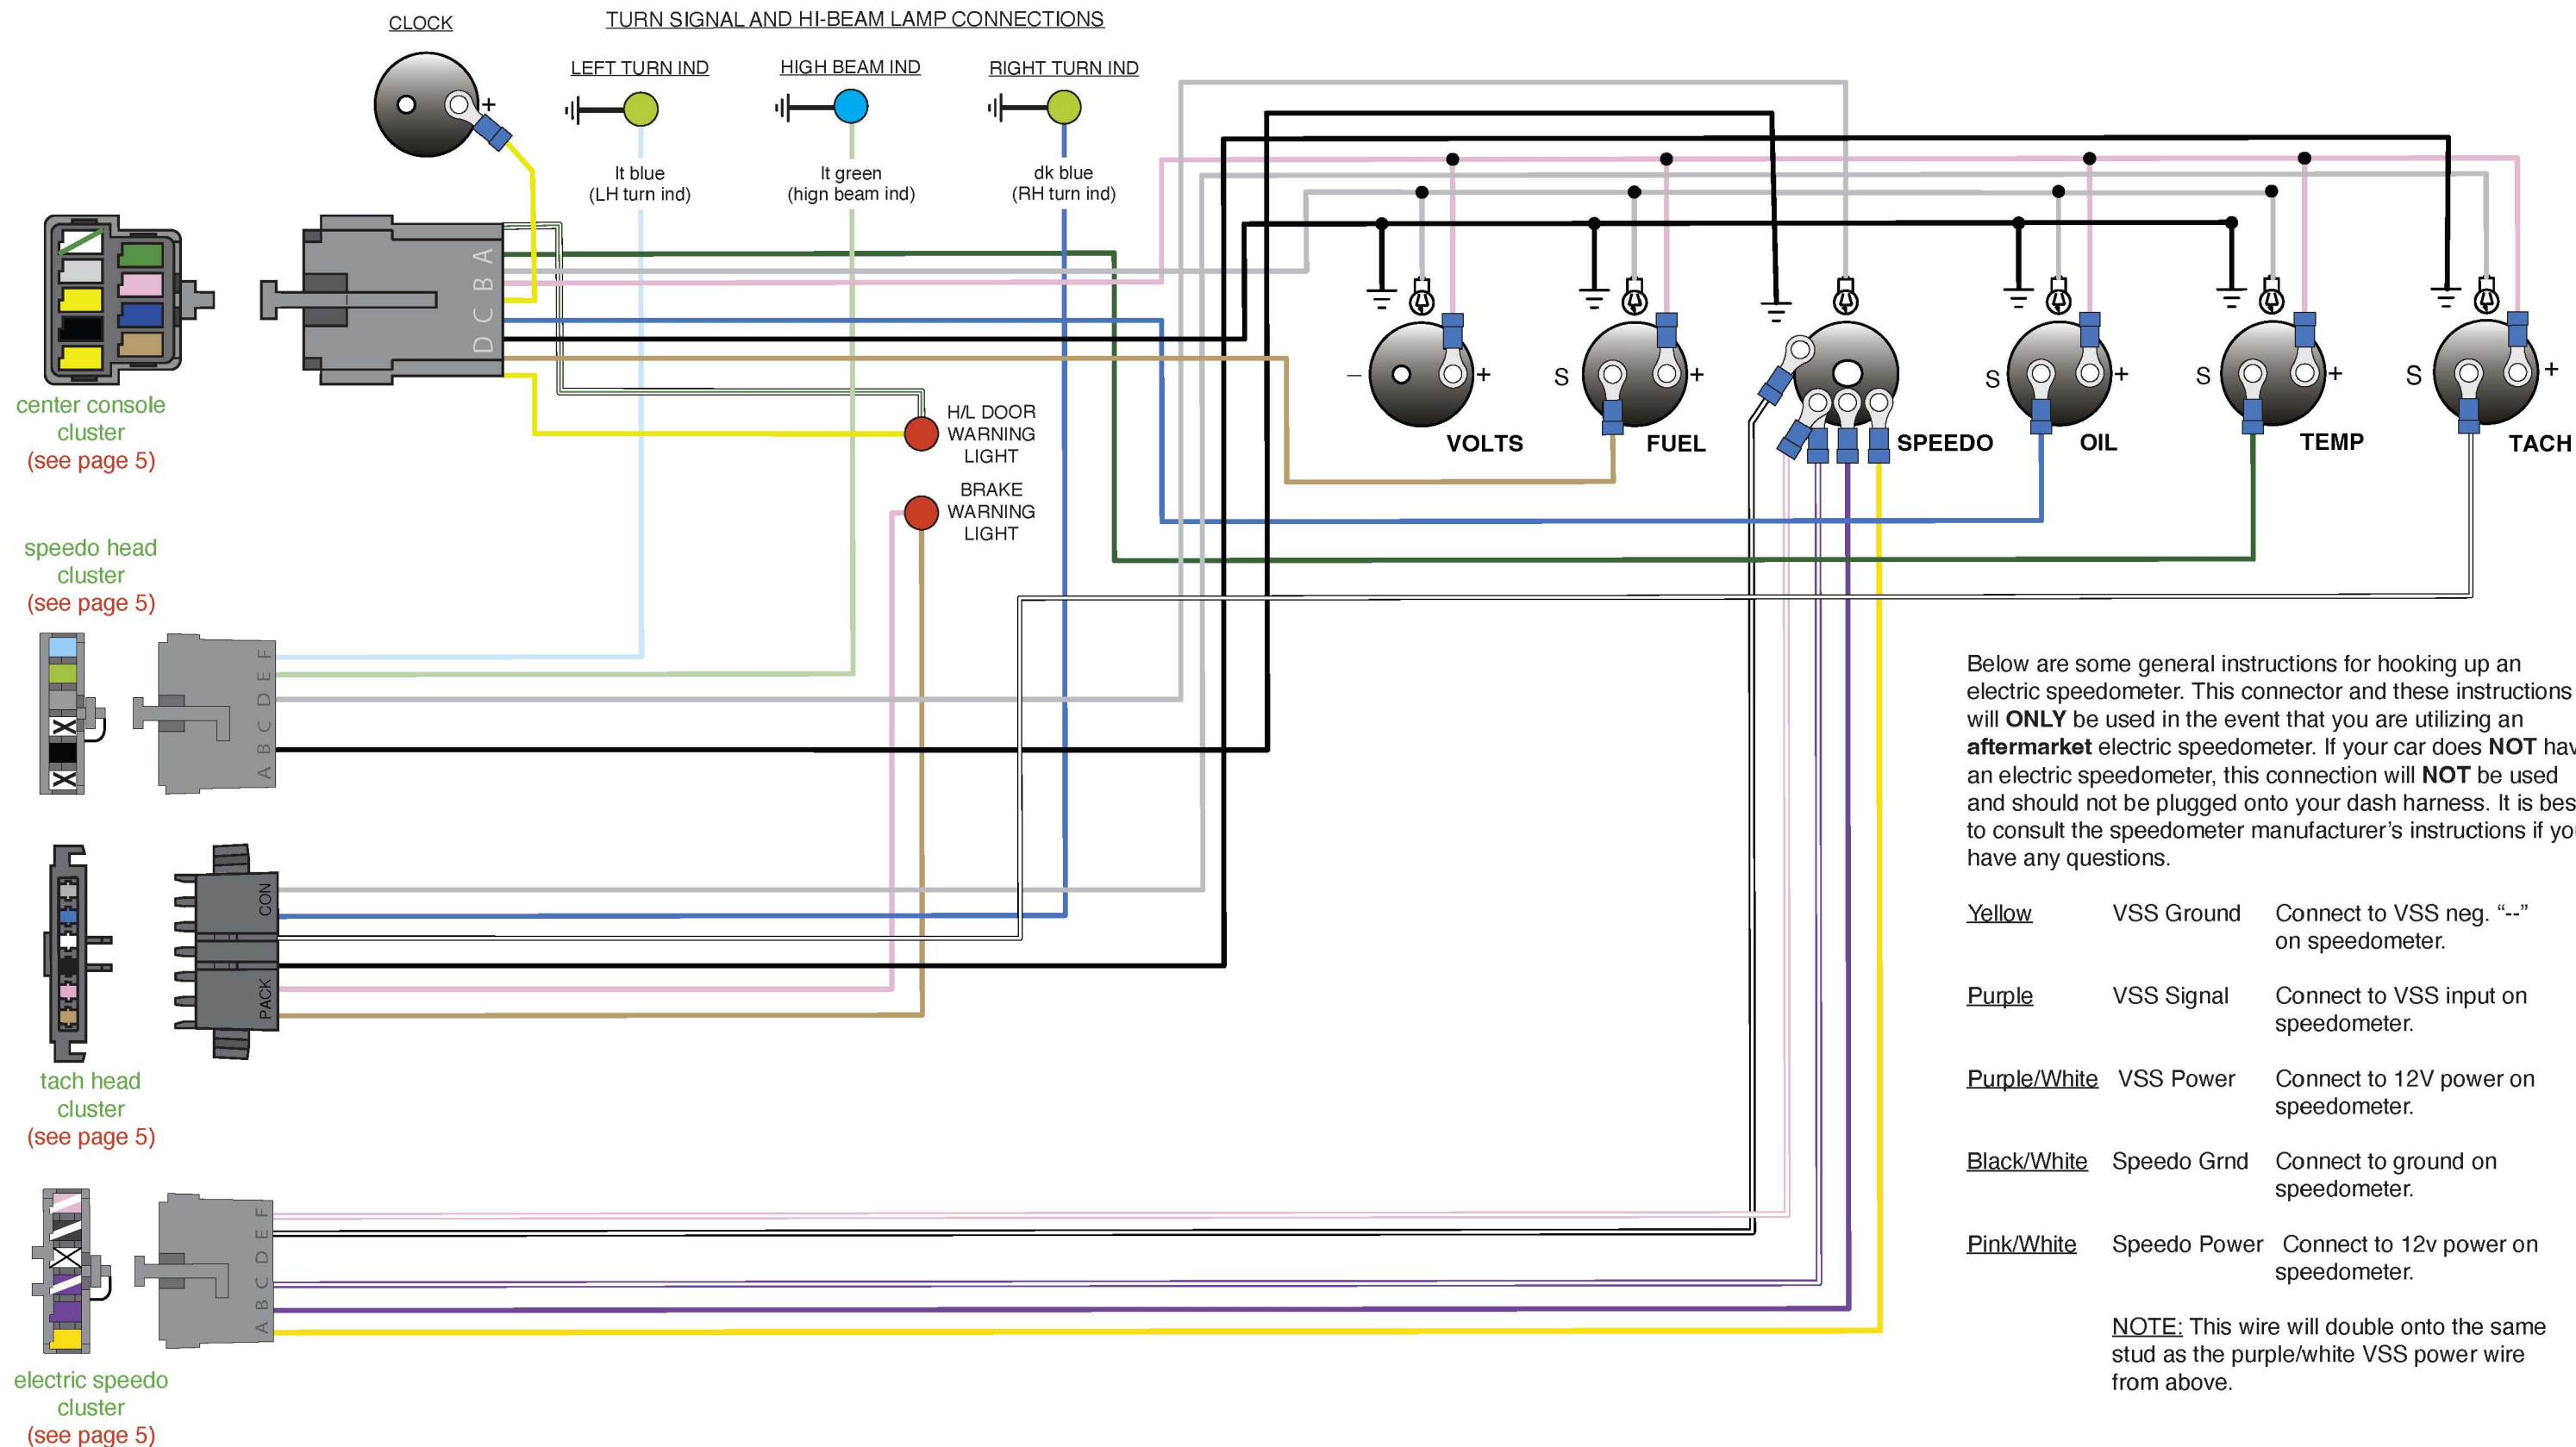 CLOCK
TURN SIGNAL AND HI-BEAM LAMP CONNECTIONS
LEFT TURN IND
HIGH BEAM IND
RIGHT TURN IND
+
lt blue
(LH turn ind)
lt green
(hign beam ind)
dk blue
(RH turn ind)
A
B
C
D
center console
cluster
(see page 5)
H/L DOOR
WARNING
LIGHT
BRAKE
WARNING
LIGHT
–
+
VOLTS
S
+
FUEL
SPEEDO
S
+
OIL
S
+
TEMP
S
+
TACH
speedo head
cluster
(see page 5)
F
E
D
C
B
A
X
X
CON
PACK
tach head
cluster
(see page 5)
F
E
D
C
B
A
electric speedo
cluster
(see page 5)
Below are some general instructions for hooking up an
electric speedometer. This connector and these instructions
will ONLY be used in the event that you are utilizing an
aftermarket electric speedometer. If your car does NOT hav
an electric speedometer, this connection will NOT be used
and should not be plugged onto your dash harness. It is bes
to consult the speedometer manufacturer's instructions if yo
have any questions.
Yellow VSS Ground Connect to VSS neg. “--”
on speedometer.
Purple VSS Signal Connect to VSS input on
speedometer.
Purple/White VSS Power Connect to 12V power on
speedometer.
Black/White Speedo Grnd Connect to ground on
speedometer.
Pink/White Speedo Power Connect to 12v power on
speedometer.
NOTE: This wire will double onto the same
stud as the purple/white VSS power wire
from above.